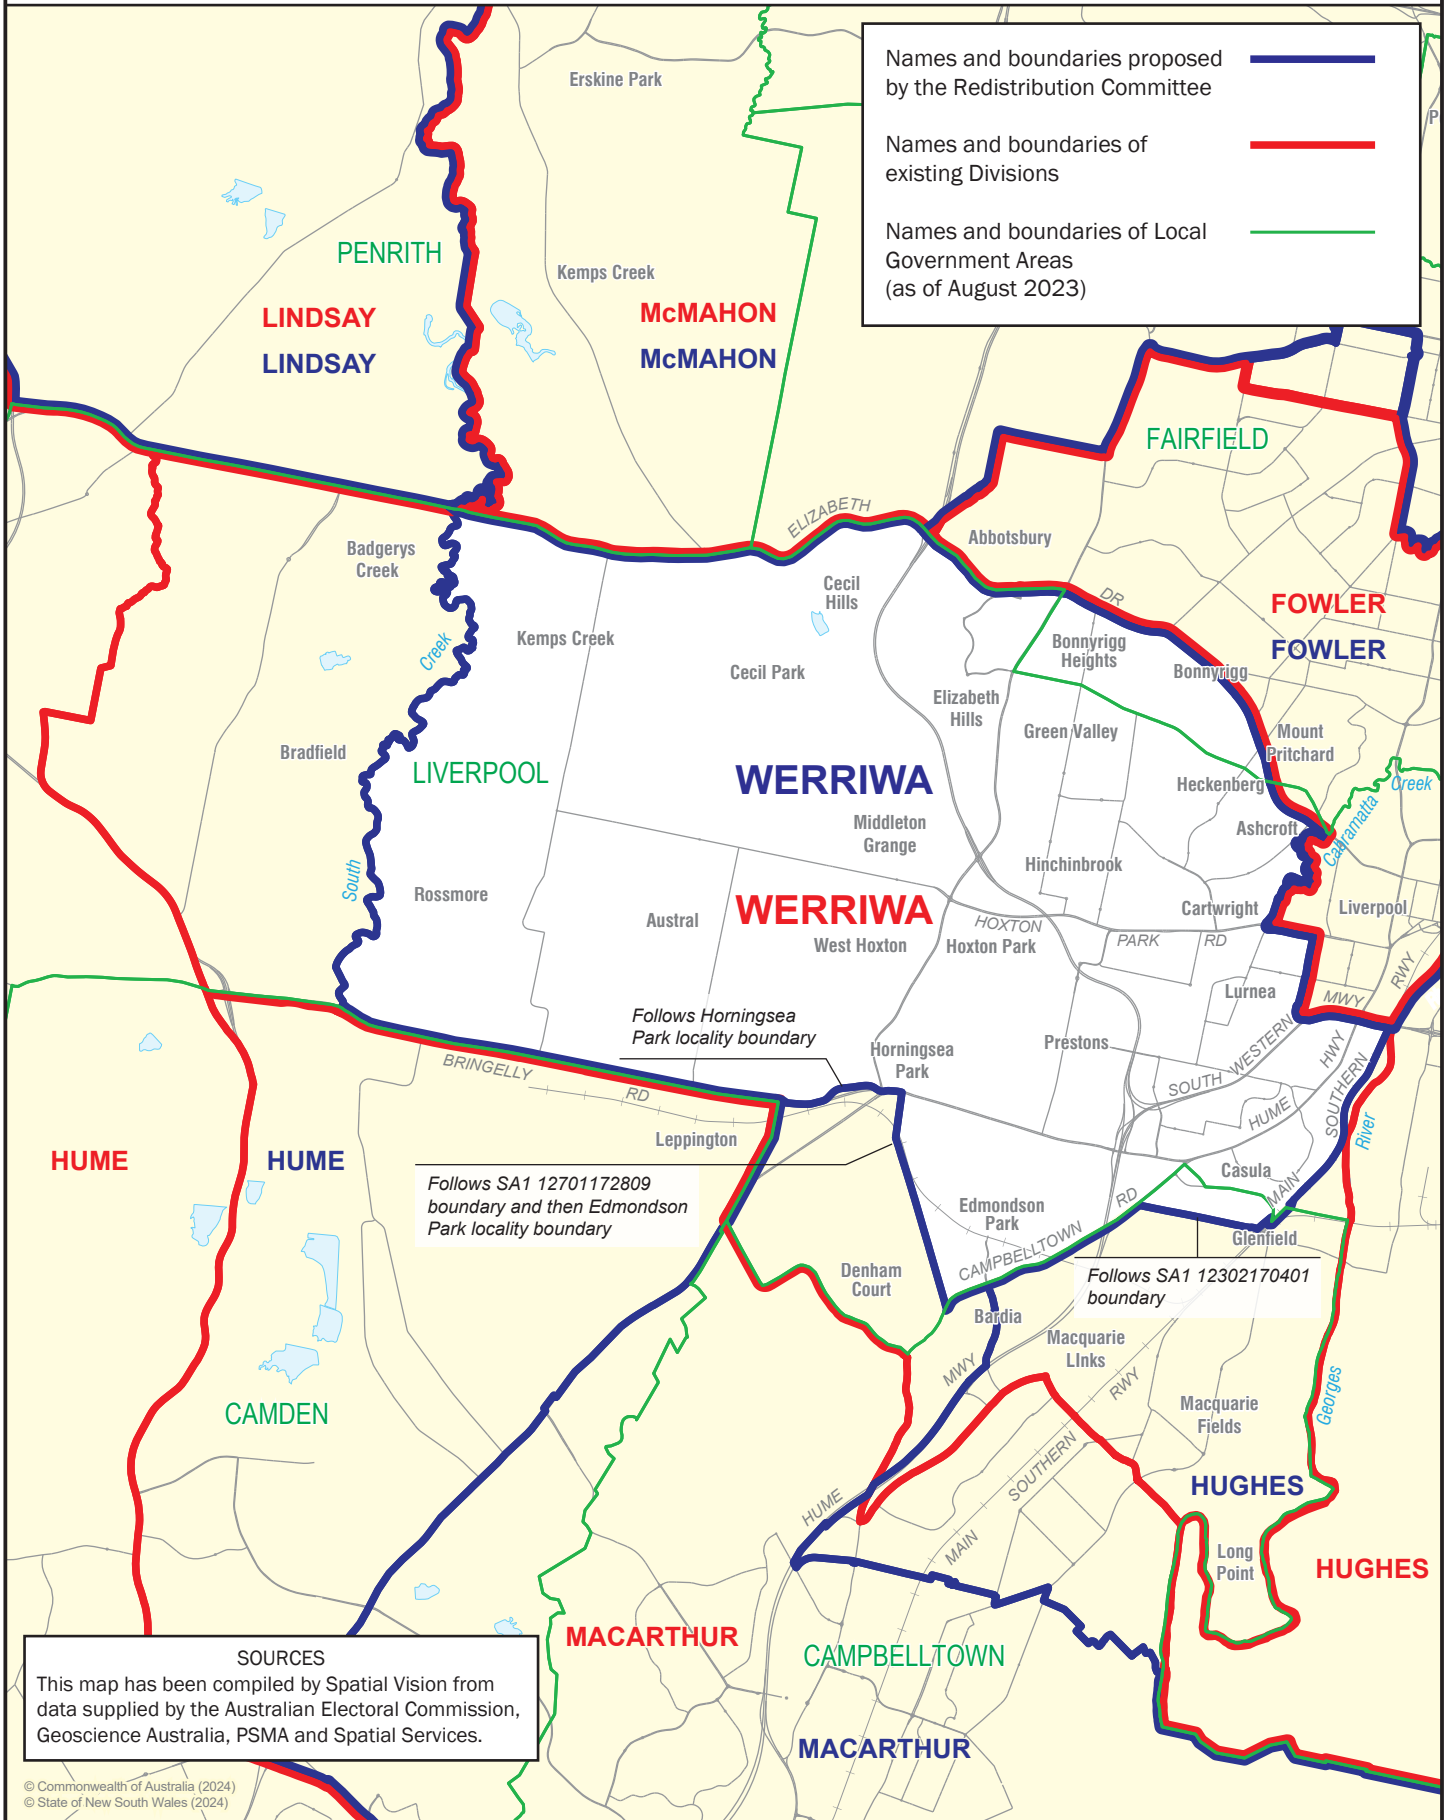 Names and boundaries proposed
by the Redistribution Committee
Names and boundaries of
existing Divisions
Names and boundaries of Local
Government Areas
(as of August 2023)
Erskine Park
PENRITH
Kemps Creek
LINDSAY
LINDSAY
McMAHON
McMAHON
FAIRFIELD
ELIZABETH
DR
Abbotsbury
Badgerys
Creek
Cecil
Hills
FOWLER
FOWLER
Creek
Kemps Creek
Cecil Park
Bonnyrigg
Heights
Bonnyrigg
Elizabeth
Hills
Green Valley
Mount
Pritchard
Bradfield
LIVERPOOL
WERRIWA
Heckenberg
Creek
Cabramatta
Middleton
Grange
Ashcroft
Hinchinbrook
South
Rossmore
Austral
WERRIWA
Cartwright
Liverpool
West Hoxton
HOXTON
PARK
RD
Hoxton Park
RWY
Lurnea
MWY
Follows Horningsea
Park locality boundary
Horningsea
Park
Prestons
SOUTH
WESTERN
HWY
HUME
SOUTHERN
River
BRINGELLY
RD
Leppington
HUME
HUME
Follows SA1 12701172809
boundary and then Edmondson
Park locality boundary
Casula
MAIN
Edmondson
Park
CAMPBELLTOWN
RD
Glenfield
Denham
Court
Follows SA1 12302170401
boundary
Bardia
Macquarie
LInks
MWY
RWY
Georges
CAMDEN
Macquarie
Fields
SOUTHERN
HUGHES
HUME
MAIN
Long
Point
HUGHES
MACARTHUR
CAMPBELLTOWN
MACARTHUR
SOURCES
This map has been compiled by Spatial Vision from
data supplied by the Australian Electoral Commission,
Geoscience Australia, PSMA and Spatial Services.
© Commonwealth of Australia (2024)
© State of New South Wales (2024)